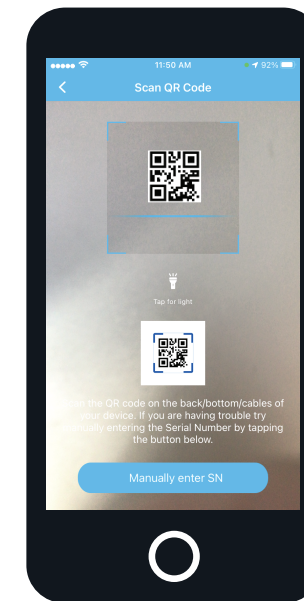 11:50 AM
92%
Scan QR Code
Tap for light
the QR code on the back/bottom/cables of
your device. If you are having trouble try
manually entering the Serial Number by tapping
the button below.
Manually enter SN